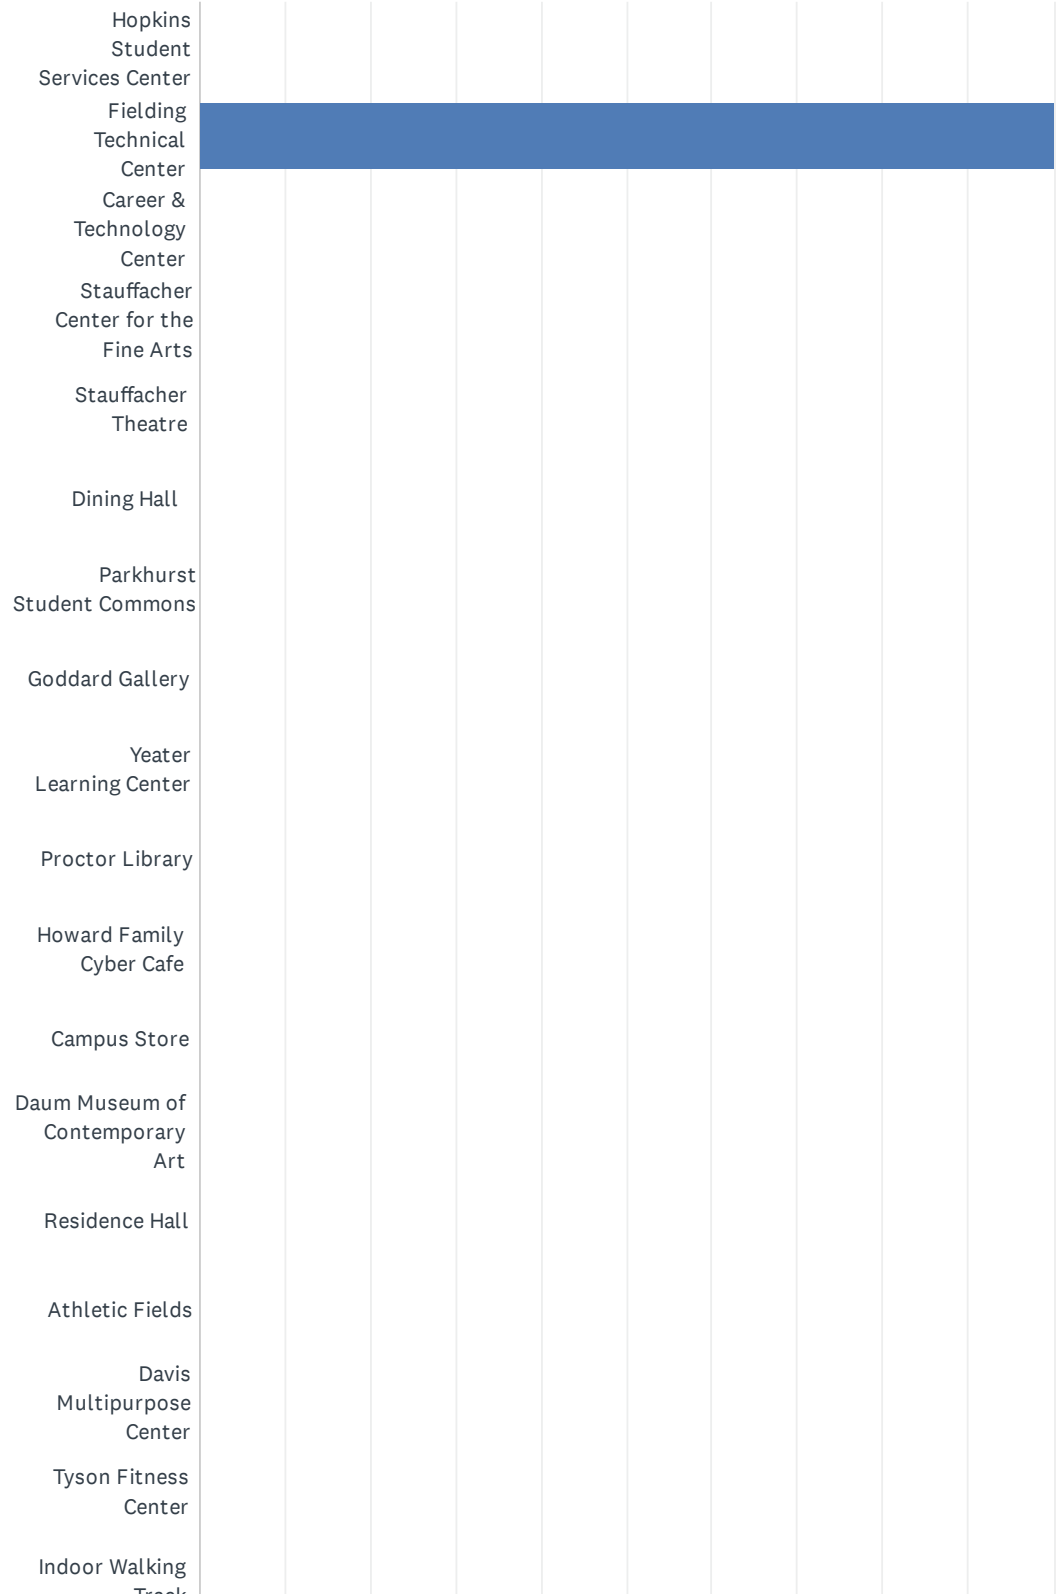 Hopkins
Student
Services Center
Fielding
Technical
Center
Career &
Technology
Center
Stauffacher
Center for the
Fine Arts
Stauffacher
Theatre
Dining Hall
Parkhurst
Student Commons
Goddard Gallery
Yeater
Learning Center
Proctor Library
Howard Family
Cyber Cafe
Campus Store
Daum Museum of
Contemporary
Art
Residence Hall
Athletic Fields
Davis
Multipurpose
Center
Tyson Fitness
Center
Indoor Walking
Track